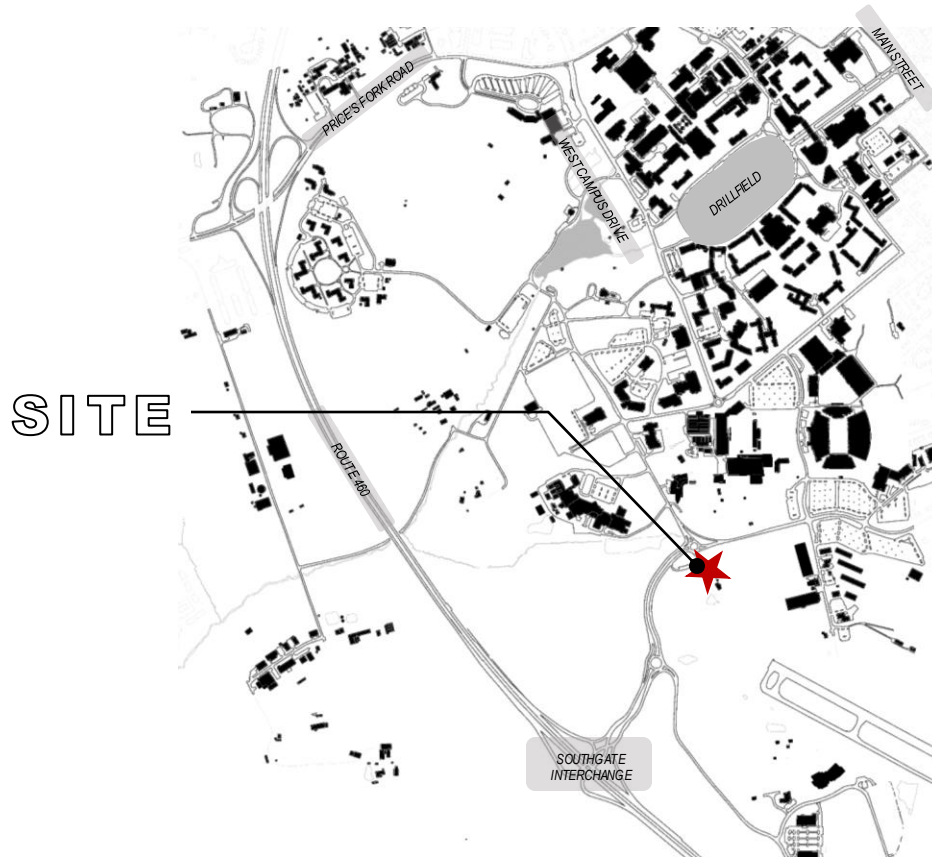 MAIN STREET
PRICE'S FORK ROAD
WEST CAMPUS DRIVE
DRILLFIELD
SITE
ROUTE 460
SOUTHGATE
INTERCHANGE